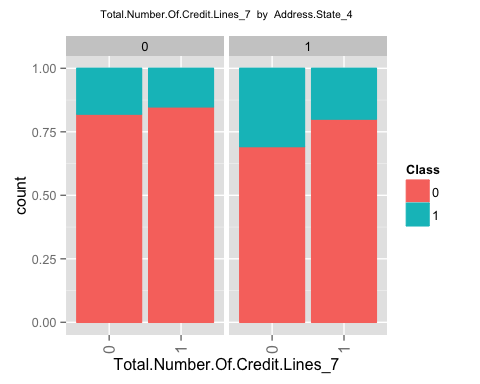 Total.Number.Of.Credit.Lines_7 by Address.State_4
0 1
1.00
0.75
0.50
0.25
0.00
count
0 1 0 1
Total.Number.Of.Credit.Lines_7
Class
0
1